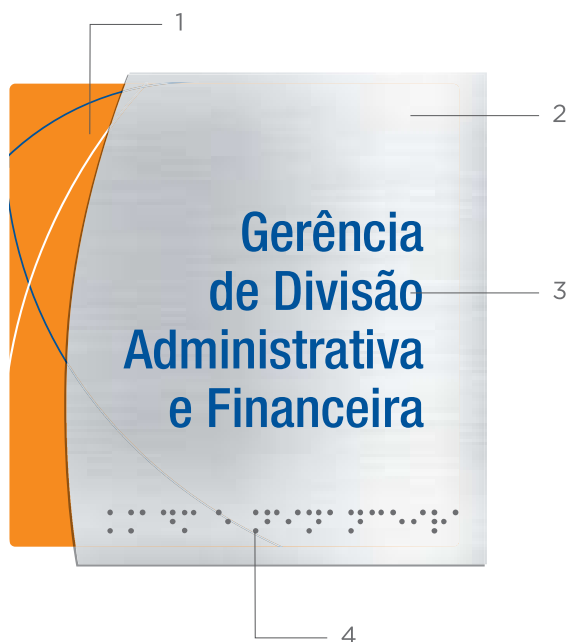 1
2
Gerência
de Divisão
3
Administrativa
e Financeira
4